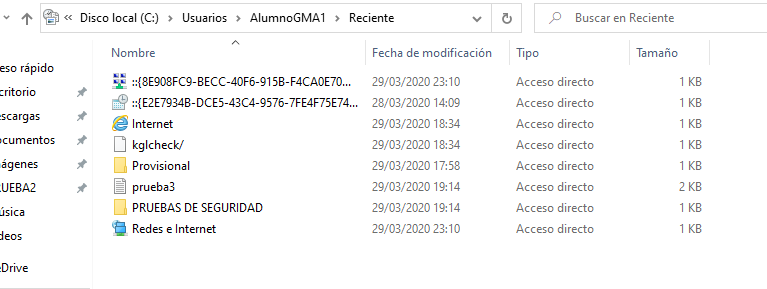 « Disco local (C:) › Usuarios › AlumnoGMA1 › Reciente
Buscar en Reciente
Nombre Fecha de modificación Tipo Tamaño
eso rápido
::{8E908FC9-BECC-40F6-915B-F4CA0E70... 29/03/2020 23:10 Acceso directo 1 KB
critorio
::{E2E7934B-DCE5-43C4-9576-7FE4F75E74... 28/03/2020 14:09 Acceso directo 1 KB
escargas
Internet 29/03/2020 18:34 Acceso directo 1 KB
ocumentos
kglcheck/ 29/03/2020 18:34 Acceso directo 1 KB
ágenes
Provisional 29/03/2020 17:58 Acceso directo 1 KB
RUEBA2
prueba3 29/03/2020 19:14 Acceso directo 2 KB
úsica
PRUEBAS DE SEGURIDAD 29/03/2020 19:14 Acceso directo 1 KB
deos
Redes e Internet 29/03/2020 23:10 Acceso directo 1 KB
eDrive